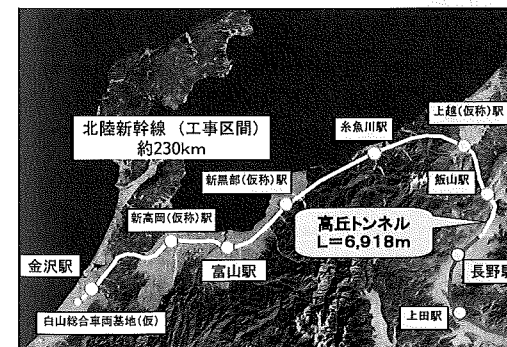 北陸新幹線（工事区間）
約230km
上越(仮称)駅
糸魚川駅
飯山駅
新黒部(仮称)駅
新高岡(仮称)駅
高丘トンネル
L=6,918m
富山駅
金沢駅
長野駅
上田駅
白山総合車両基地(仮)